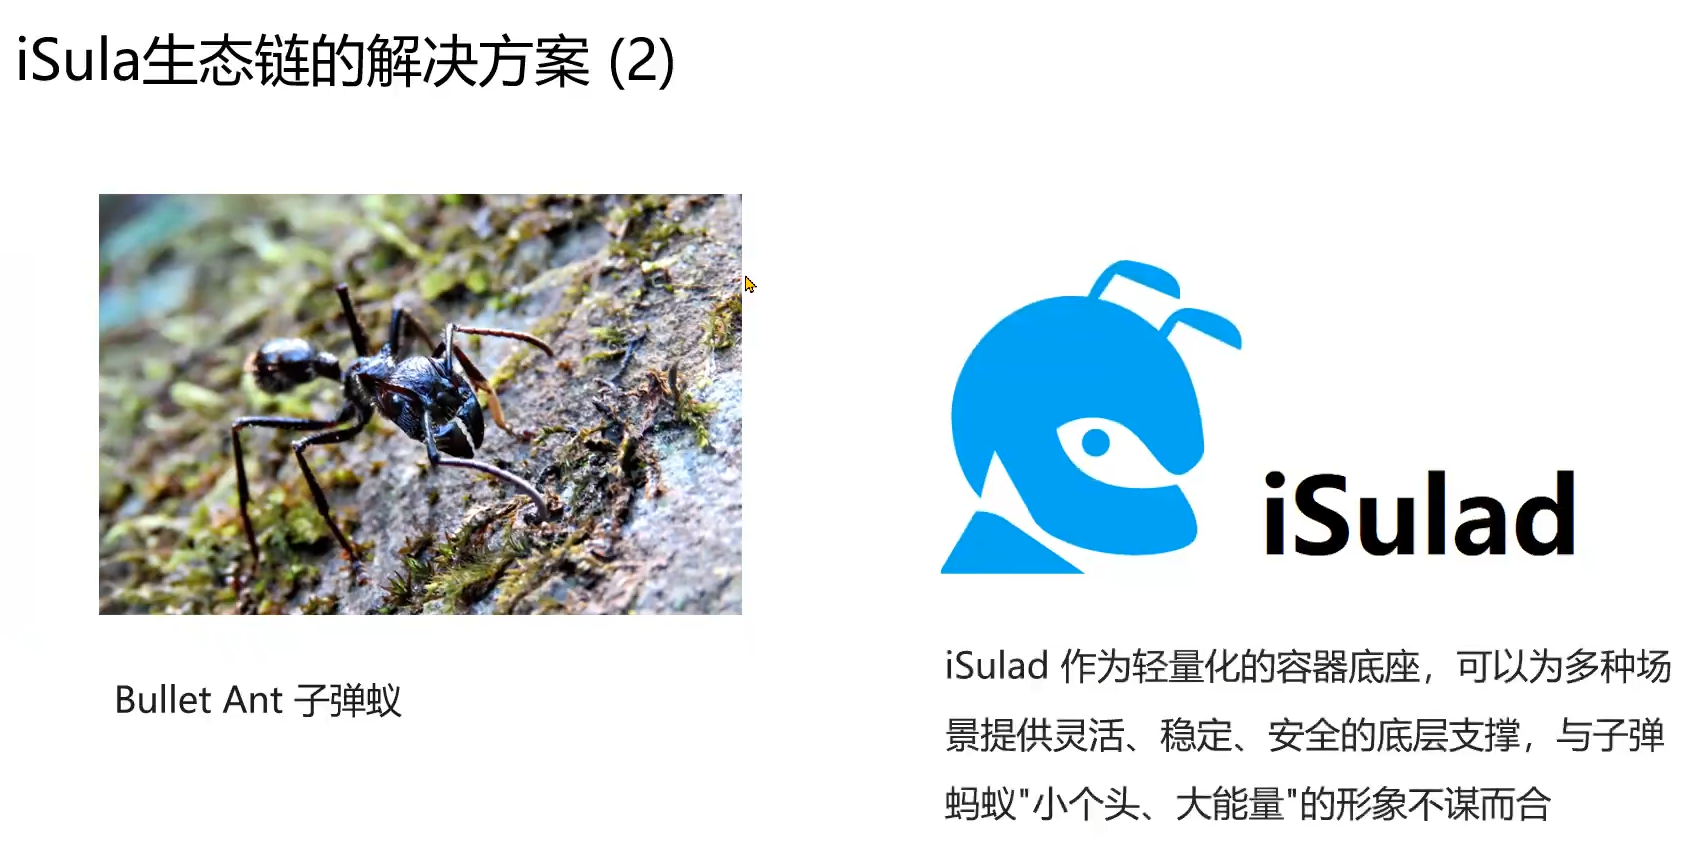 iSula生态链的解决方案 (2)
Bullet Ant 子弹蚁
iSulad
iSulad 作为轻量化的容器底座，可以为多种场
景提供灵活、稳定、安全的底层支撑，与子弹
蚂蚁"小个头、大能量"的形象不谋而合